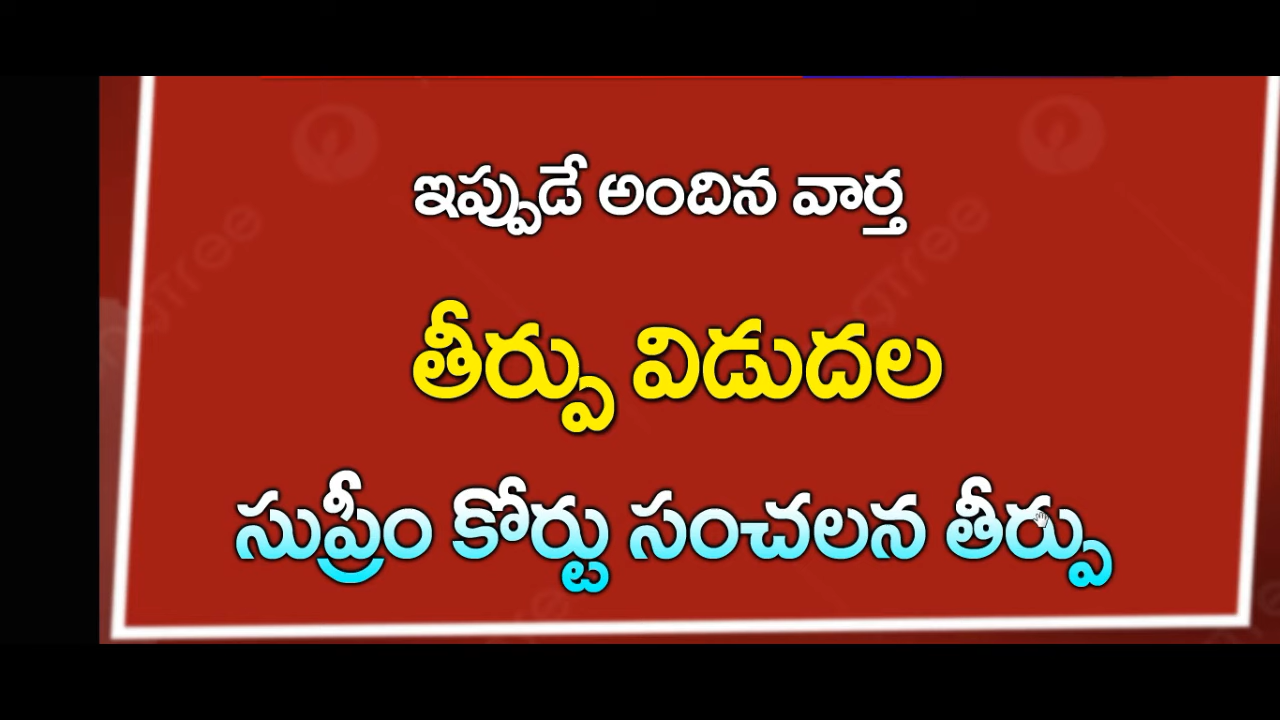 ఇప్పుడే అందిన వార్త
తీర్పు విడుదల
సుప్రీం కోర్టు సంచలన తీర్పు